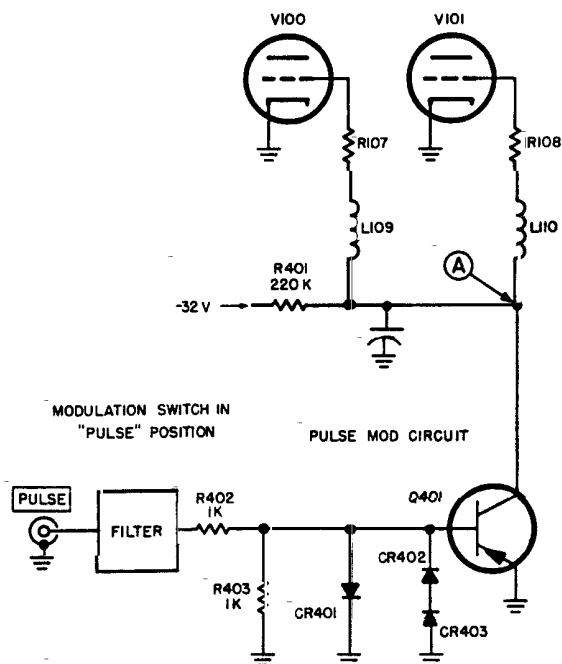 V100
V101
R107
R108
L109
L110
A
R401
220 K
-32 V
MODULATION SWITCH IN
"PULSE" POSITION
PULSE MOD CIRCUIT
PULSE
FILTER
R402
1K
Q401
CR402
R403
1K
CR401
CR403